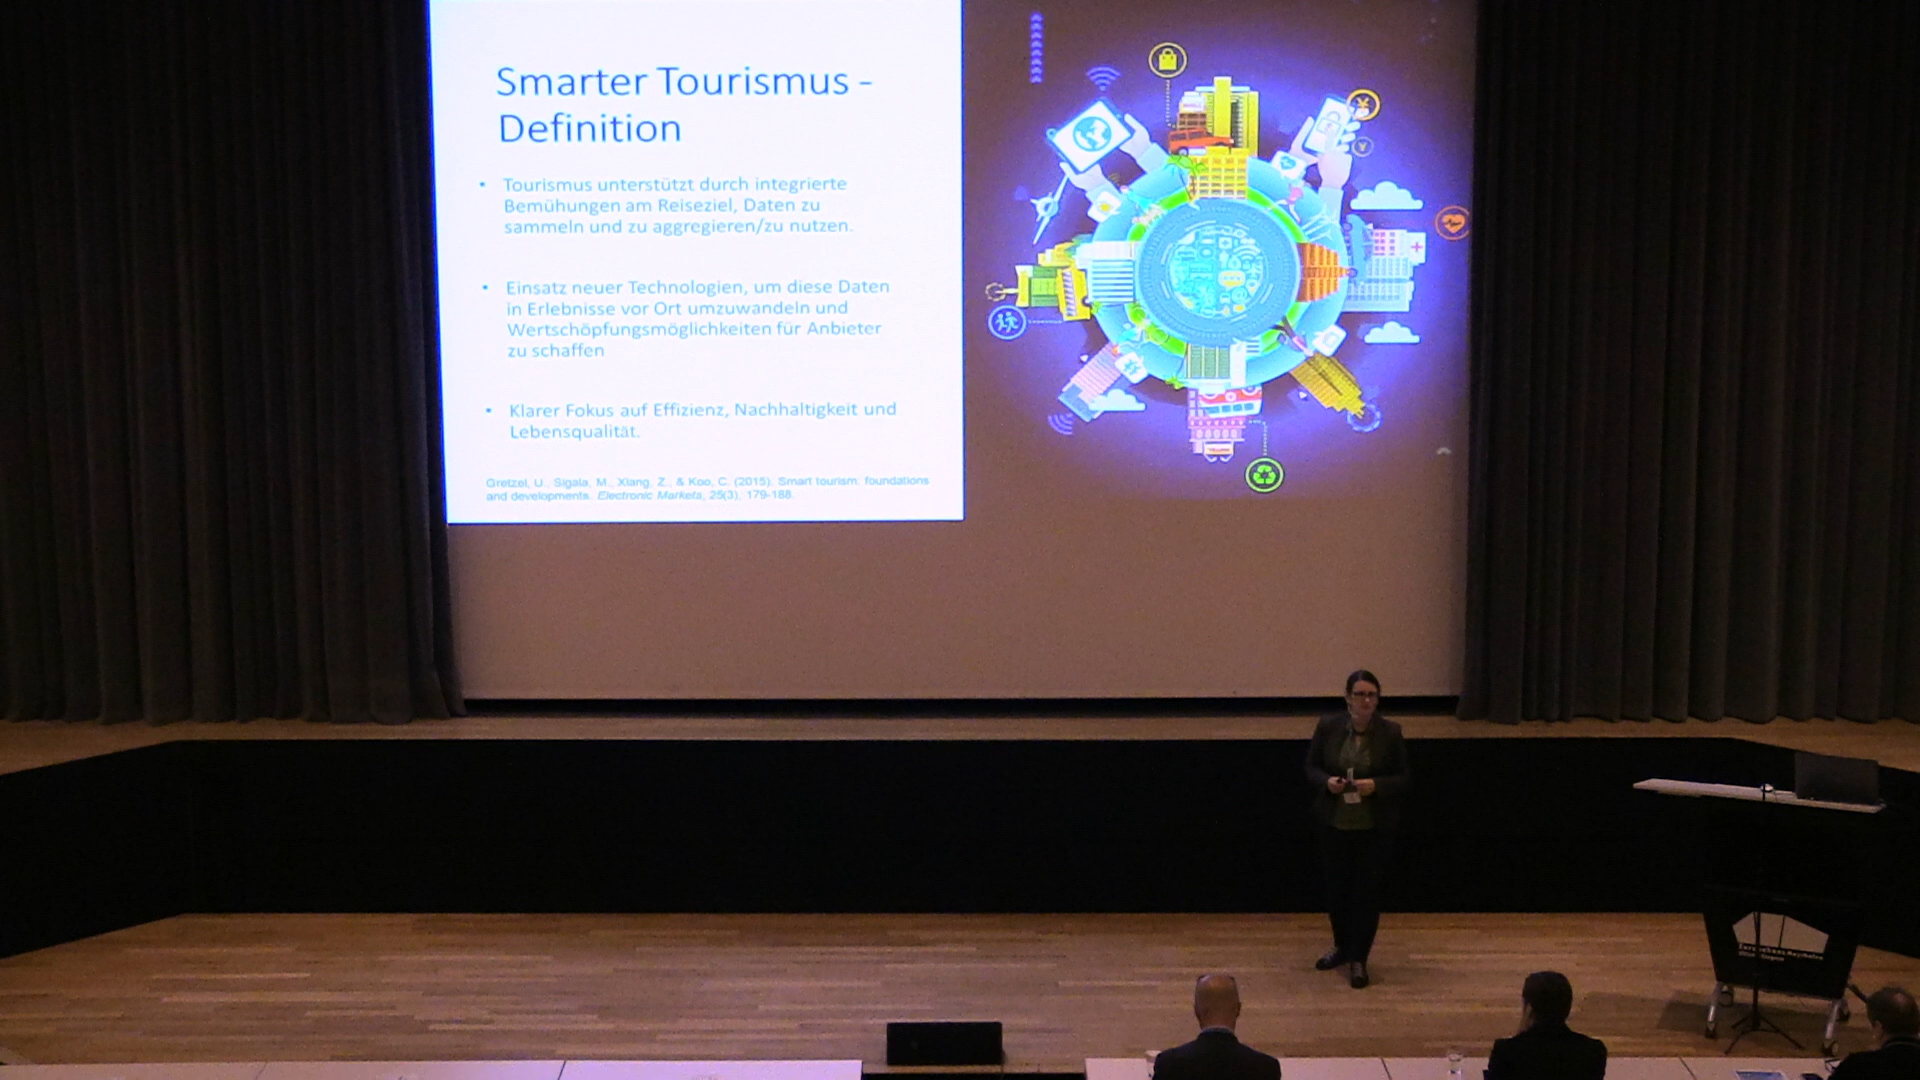 Smarter Tourismus -
Definition
• Tourismus unterstützt durch integrierte
Bemühungen am Reiseziel, Daten zu
sammeln und zu aggregieren/zu nutzen.
• Einsatz neuer Technologien, um diese Daten
in Erlebnisse vor Ort umzuwandeln und
Wertschöpfungsmöglichkeiten für Anbieter
zu schaffen
• Klarer Fokus auf Effizienz, Nachhaltigkeit und
Lebensqualität.
Gretzel, U., Sigala, M., Xiang, Z., & Koo, C. (2015). Smart tourism: foundations
and developments. Electronic Markets, 25(3), 179-188.